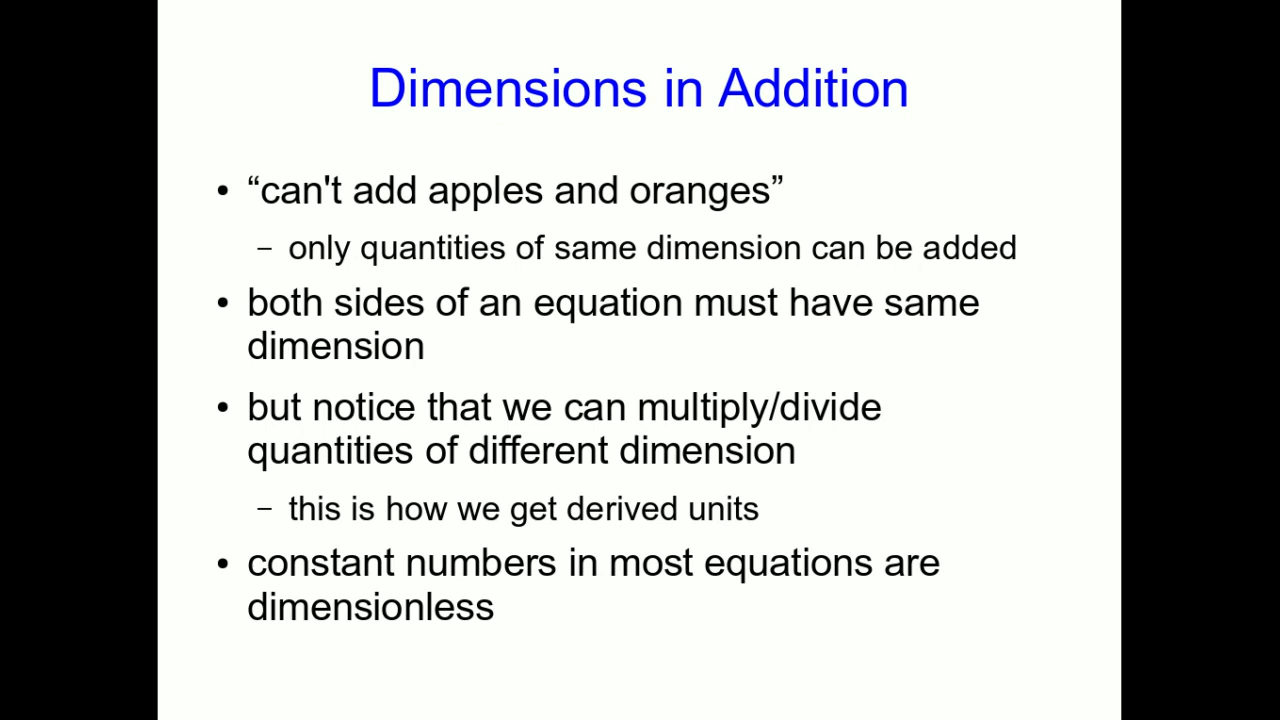 Dimensions in Addition
• “can't add apples and oranges”
– only quantities of same dimension can be added
• both sides of an equation must have same
dimension
• but notice that we can multiply/divide
quantities of different dimension
– this is how we get derived units
• constant numbers in most equations are
dimensionless